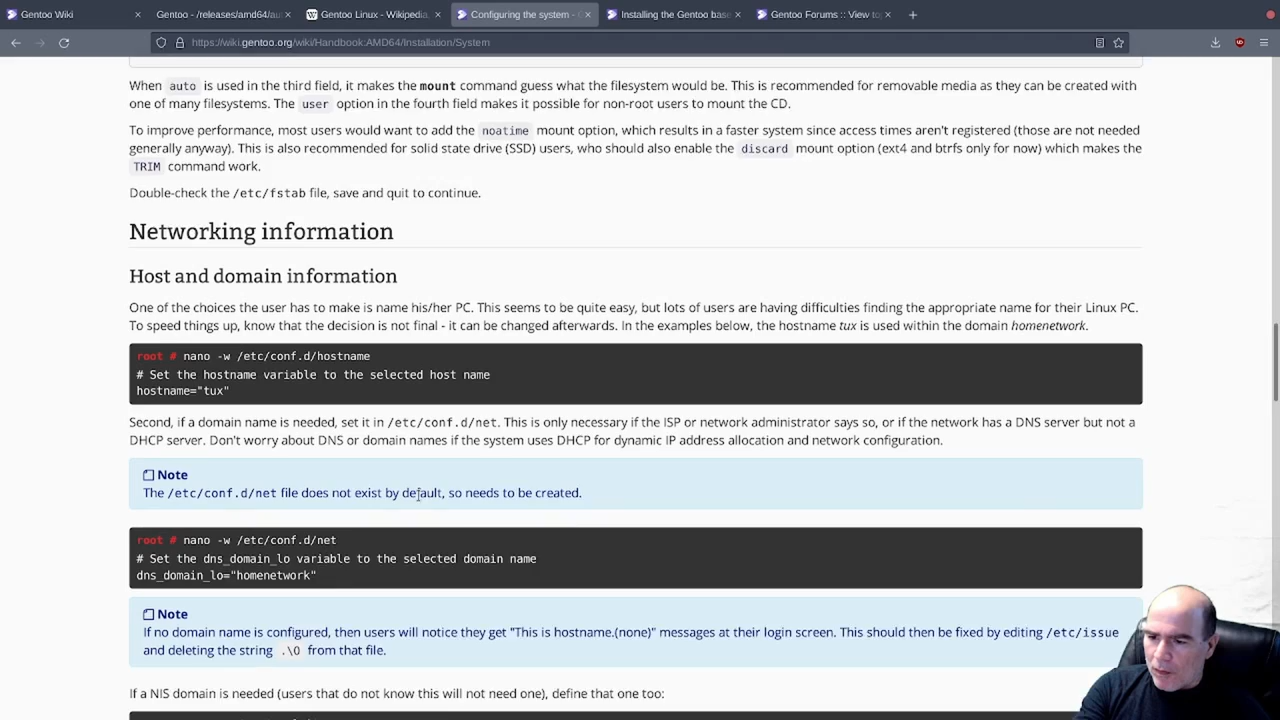 Gentoo Wiki
Gentoo - /releases/amd64/au
Gentoo Linux - Wikipedia,
Configuring the system -
Installing the Gentoo base
Gentoo Forums :: View to
https://wiki.gentoo.org/wiki/Handbook:AMD64/Installation/System
When auto is used in the third field, it makes the mount command guess what the filesystem would be. This is recommended for removable media as they can be created with
one of many filesystems. The user option in the fourth field makes it possible for non-root users to mount the CD.
To improve performance, most users would want to add the noatime mount option, which results in a faster system since access times aren't registered (those are not needed
generally anyway). This is also recommended for solid state drive (SSD) users, who should also enable the discard mount option (ext4 and btrfs only for now) which makes the
TRIM command work.
Double-check the /etc/fstab file, save and quit to continue.
Networking information
Host and domain information
One of the choices the user has to make is name his/her PC. This seems to be quite easy, but lots of users are having difficulties finding the appropriate name for their Linux PC.
To speed things up, know that the decision is not final - it can be changed afterwards. In the examples below, the hostname tux is used within the domain homenetwork.
root # nano -w /etc/conf.d/hostname
# Set the hostname variable to the selected host name
hostname="tux"
Second, if a domain name is needed, set it in /etc/conf.d/net. This is only necessary if the ISP or network administrator says so, or if the network has a DNS server but not a
DHCP server. Don't worry about DNS or domain names if the system uses DHCP for dynamic IP address allocation and network configuration.
Note
The /etc/conf.d/net file does not exist by default, so needs to be created.
root # nano -w /etc/conf.d/net
# Set the dns_domain_lo variable to the selected domain name
dns_domain_lo="homenetwork"
Note
If no domain name is configured, then users will notice they get "This is hostname.(none)" messages at their login screen. This should then be fixed by editing /etc/issue
and deleting the string .\O from that file.
If a NIS domain is needed (users that do not know this will not need one), define that one too: